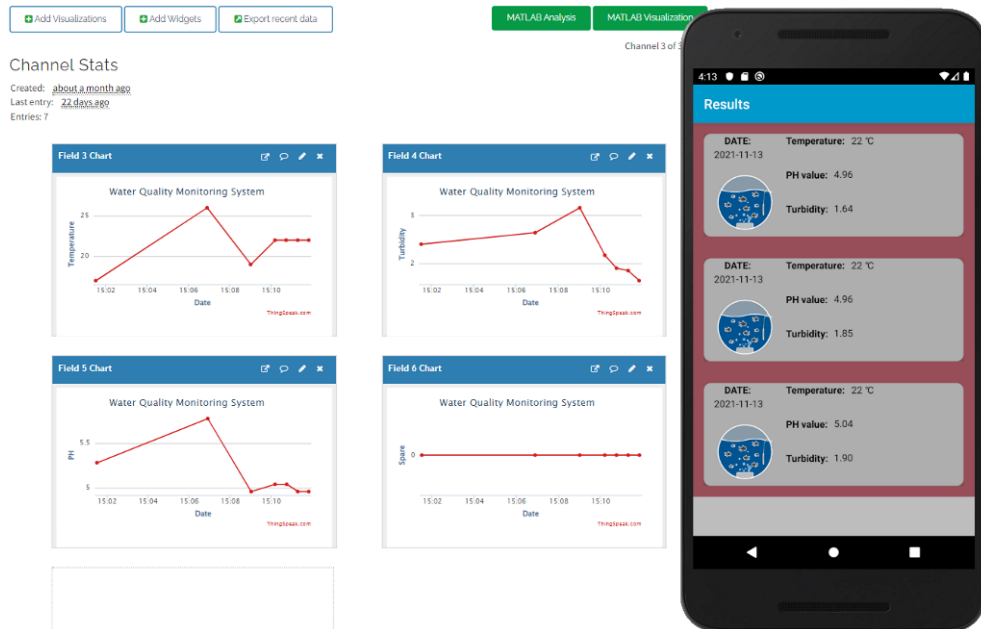 Add Visualizations
Add Widgets
Export recent data
MATLAB Analysis
MATLAB Visualization
Channel 3 of 3
Channel Stats
Created: about a month ago
Last entry: 22 days ago
Entries: 7
Field 3 Chart
Water Quality Monitoring System
Temperature
25
20
15:02 15:04 15:06 15:08 15:10
Date
ThingSpeak.com
Field 4 Chart
Water Quality Monitoring System
Turbidity
3
2
15:02 15:04 15:06 15:08 15:10
Date
ThingSpeak.com
Field 5 Chart
Water Quality Monitoring System
PH
5.5
5
15:02 15:04 15:06 15:08 15:10
Date
ThingSpeak.com
Field 6 Chart
Water Quality Monitoring System
Spare
0
15:02 15:04 15:06 15:08 15:10
Date
ThingSpeak.com
4:13
Results
DATE: Temperature: 22 °C
2021-11-13
PH value: 4.96
Turbidity: 1.64
DATE: Temperature: 22 °C
2021-11-13
PH value: 4.96
Turbidity: 1.85
DATE: Temperature: 22 °C
2021-11-13
PH value: 5.04
Turbidity: 1.90